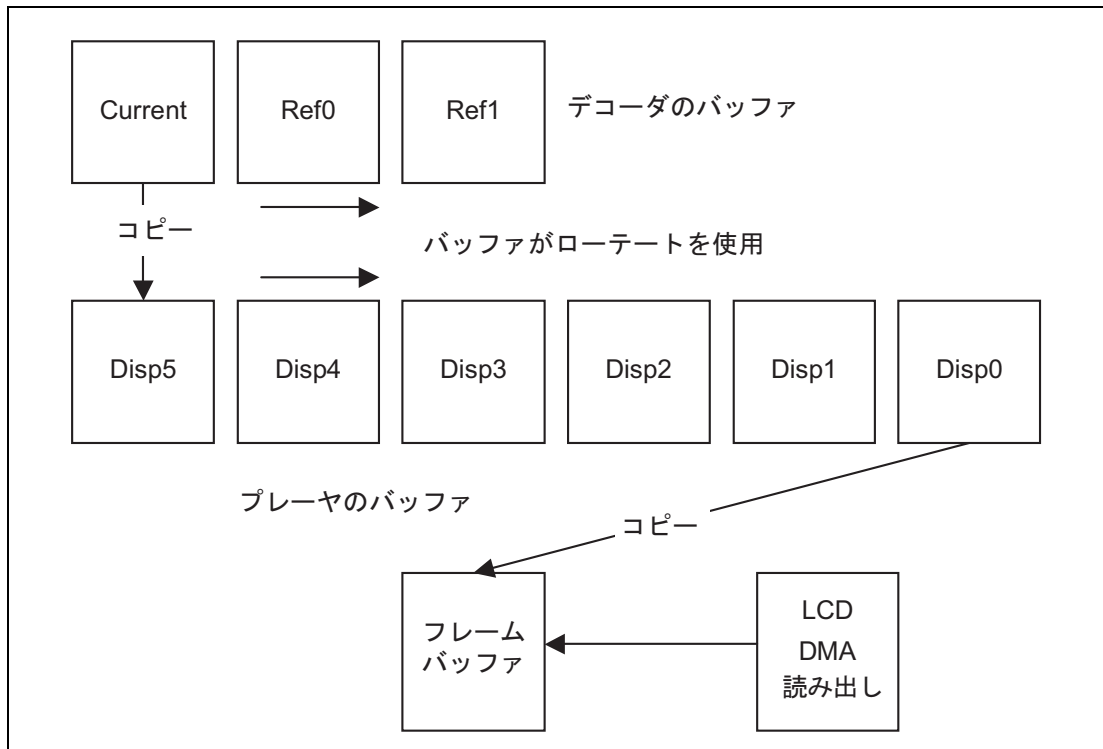 Current
Ref0
Ref1
デコーダのバッファ
コピー
バッファがローテートを使用
Disp5
Disp4
Disp3
Disp2
Disp1
Disp0
プレーヤのバッファ
コピー
フレーム
バッファ
LCD
DMA
読み出し